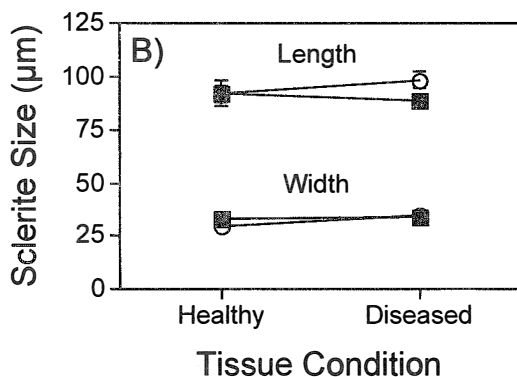 B)
Length
Width
Sclerite Size (µm)
125
100
75
50
25
0
Healthy Diseased
Tissue Condition